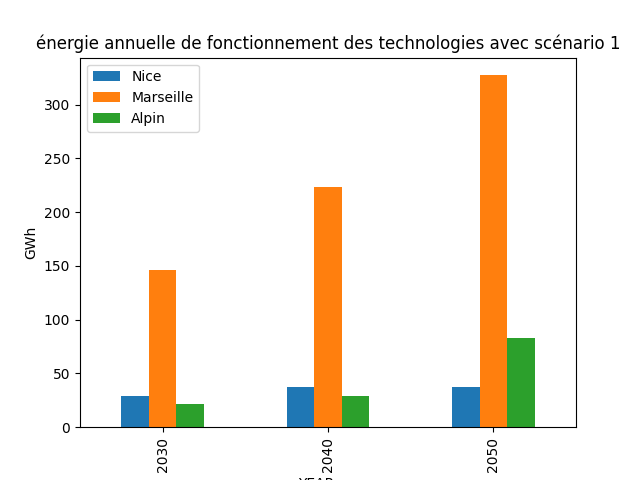 énergie annuelle de fonctionnement des technologies avec scénario 1
Nice
Marseille
Alpin
300
250
200
150
100
50
0
GWh
2030
2040
2050
YEAR